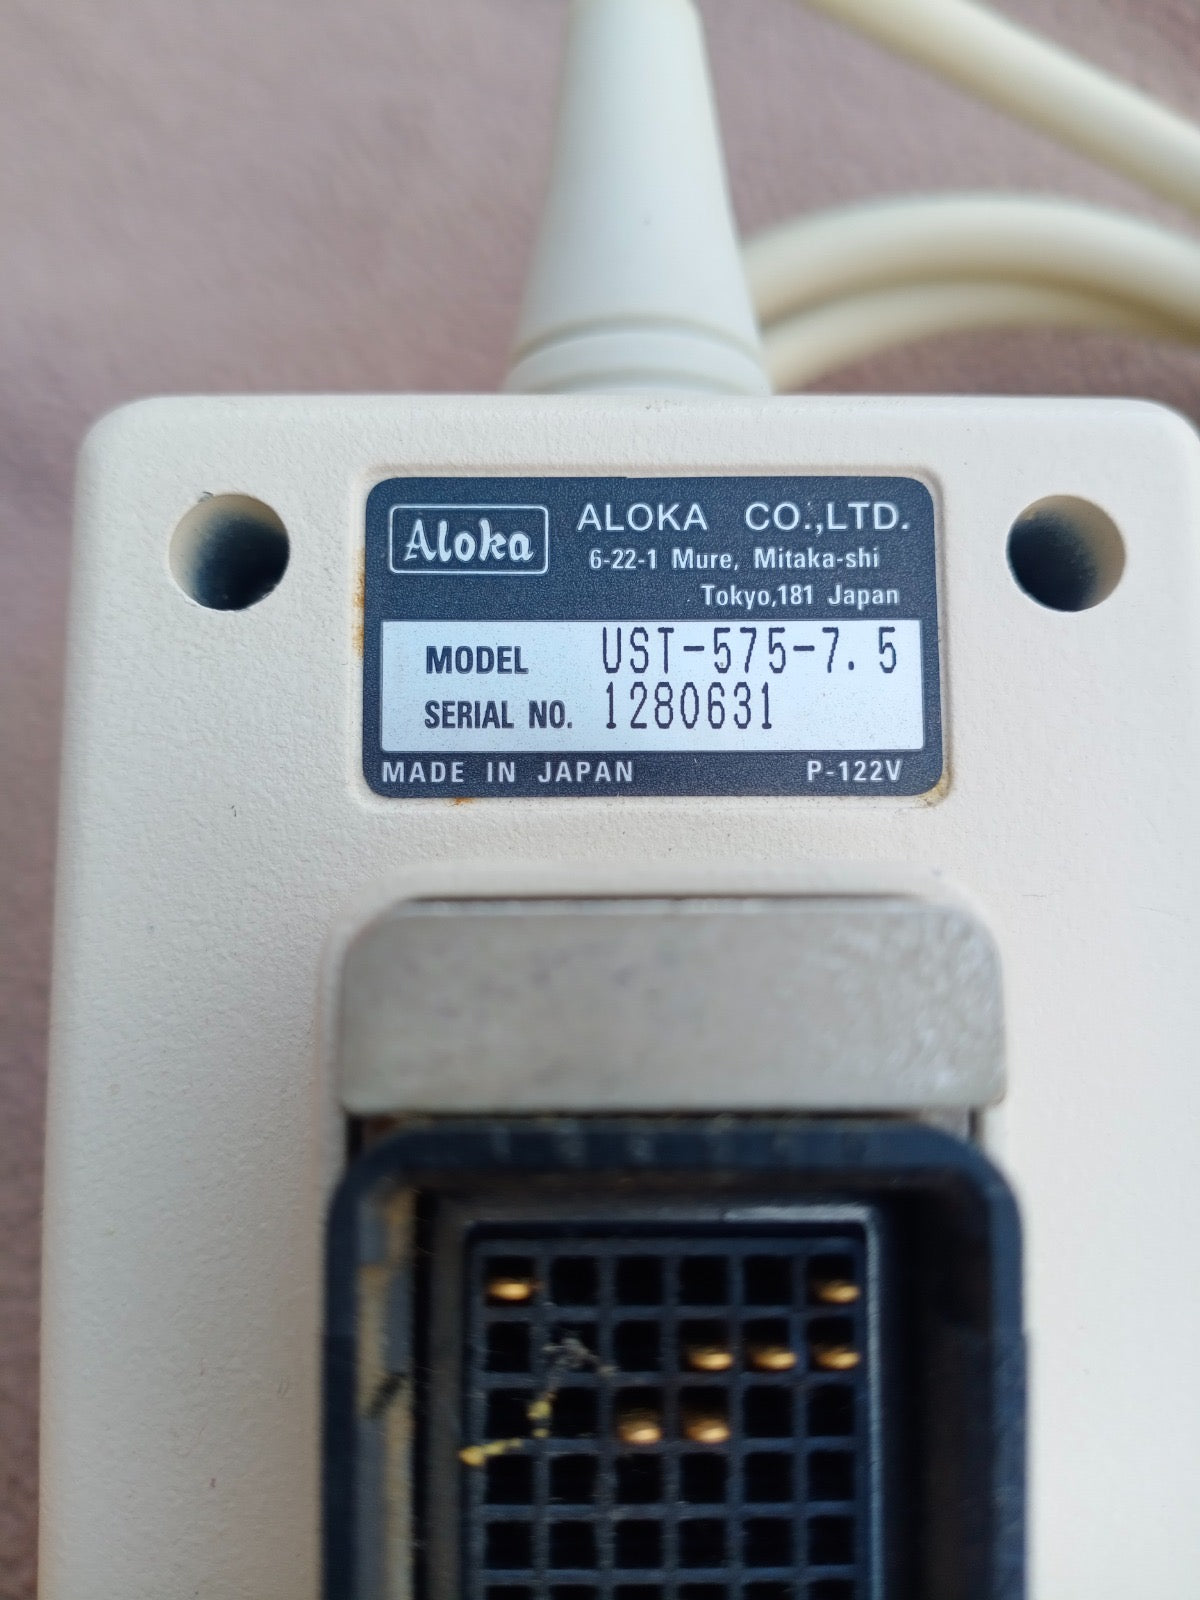 Aloka
ALOKA CO.,LTD.
6-22-1 Mure, Mitaka-shi
Tokyo,181 Japan
MODEL UST-575-7.5
SERIAL NO. 1280631
MADE IN JAPAN P-122V